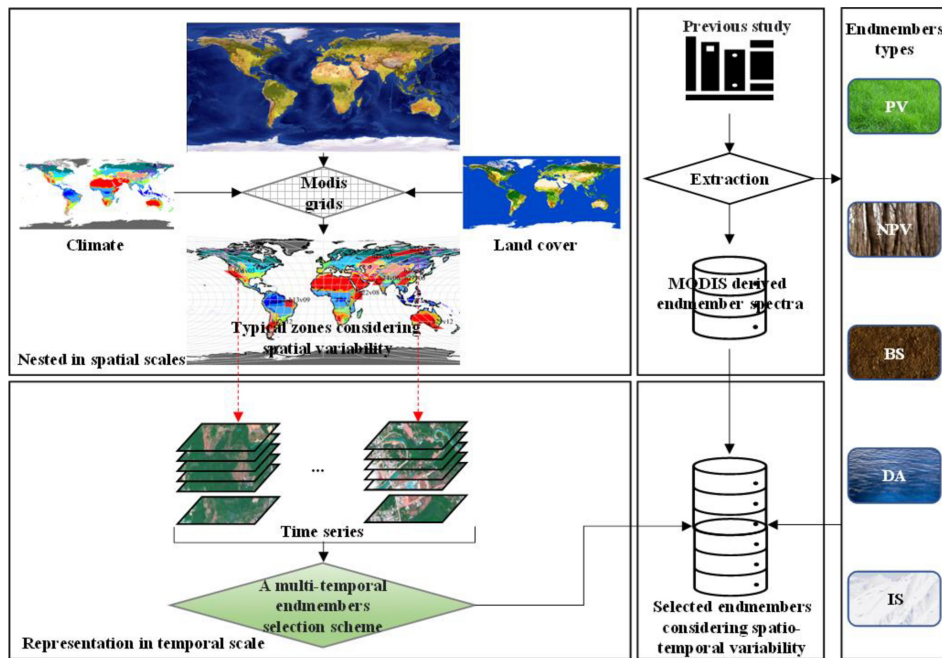 Climate
Modis
grids
Land cover
h13v09
Typical zones considering
spatial variability
Nested in spatial scales
Previous study
Extraction
MODIS derived
endmember spectra
Endmembers
types
PV
NPV
BS
DA
IS
...
Time series
A multi-temporal
endmembers
selection scheme
Representation in temporal scale
Selected endmembers
considering spatio-
temporal variability